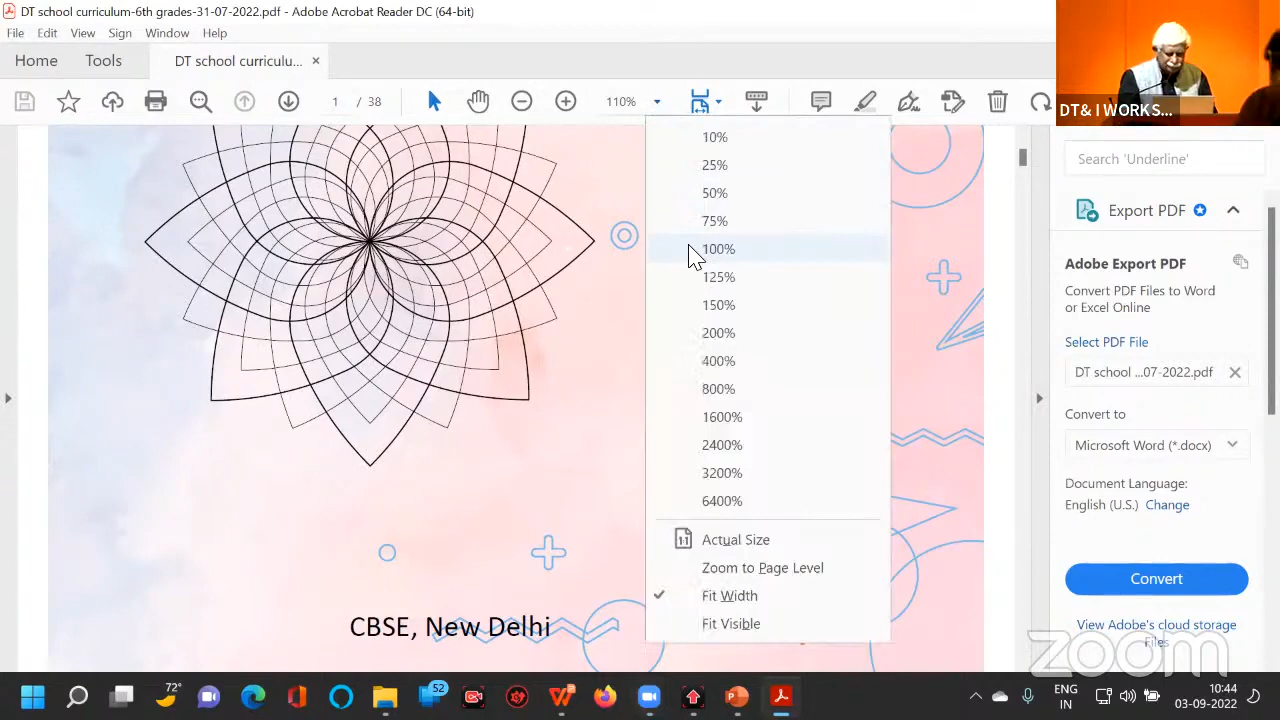 DT school curriculum-6th grades-31-07-2022.pdf - Adobe Acrobat Reader DC (64-bit)
File Edit View Sign Window Help
Home Tools DT school curriculu... ×
1 / 38 110%
DT& I WORKS...
10%
25%
50%
75%
100%
125%
150%
200%
400%
800%
1600%
2400%
3200%
6400%
1:1 Actual Size
Zoom to Page Level
Fit Width
Fit Visible
CBSE, New Delhi
Search 'Underline'
Export PDF
Adobe Export PDF
Convert PDF Files to Word
or Excel Online
Select PDF File
DT school ...07-2022.pdf
Convert to
Microsoft Word (*.docx)
Document Language:
English (U.S.) Change
Convert
View Adobe's cloud storage
Files
zoom
72°
52
ENG
IN
10:44
03-09-2022